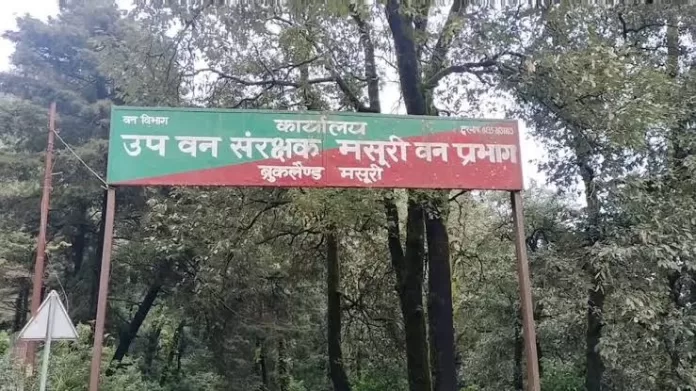 वन विभाग
कार्यालय
उप वन संरक्षक मसूरी वन प्रभाग
ब्रुकलैण्ड मसूरी